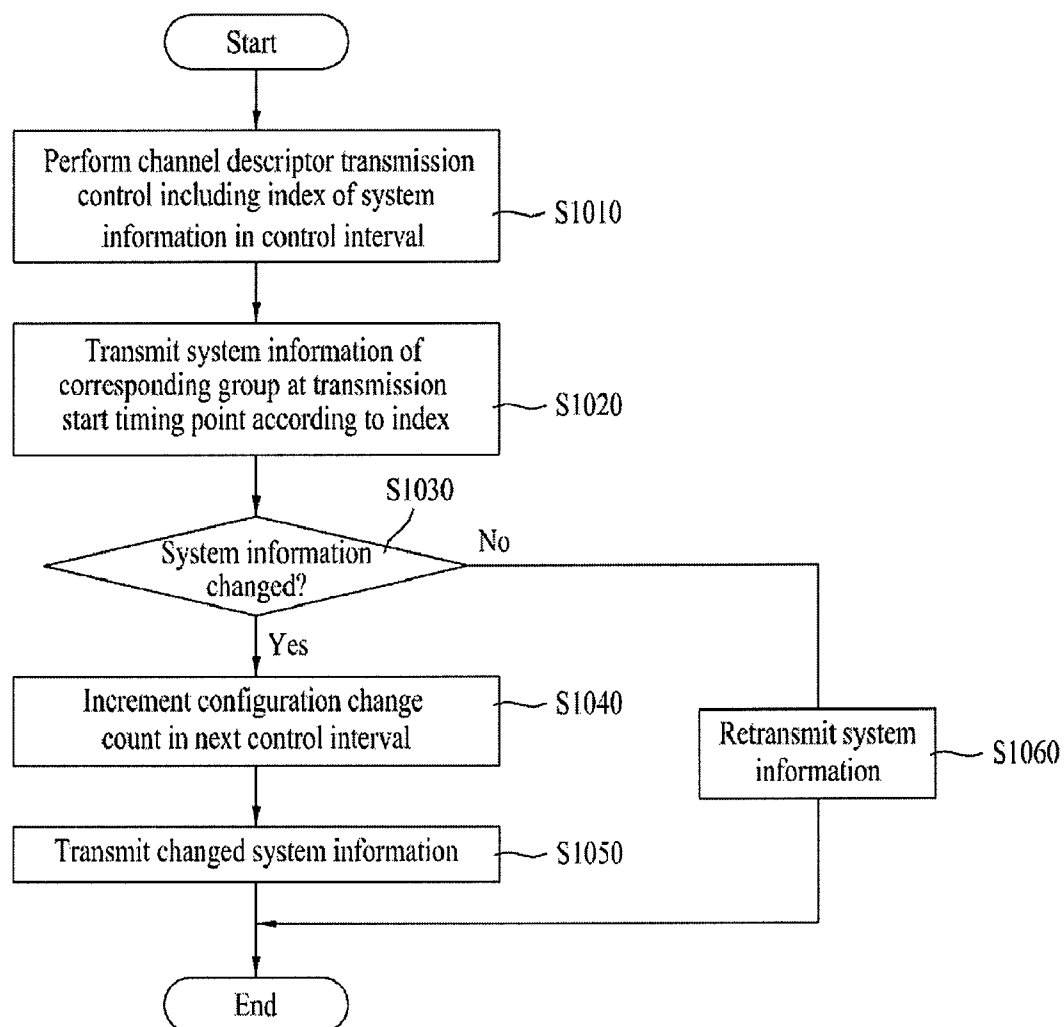 Start
Perform channel descriptor transmission
control including index of system
information in control interval
S1010
Transmit system information of
corresponding group at transmission
start timing point according to index
S1020
S1030
System information
changed?
No
Yes
Increment configuration change
count in next control interval
S1040
Retransmit system
information
S1060
Transmit changed system information
S1050
End